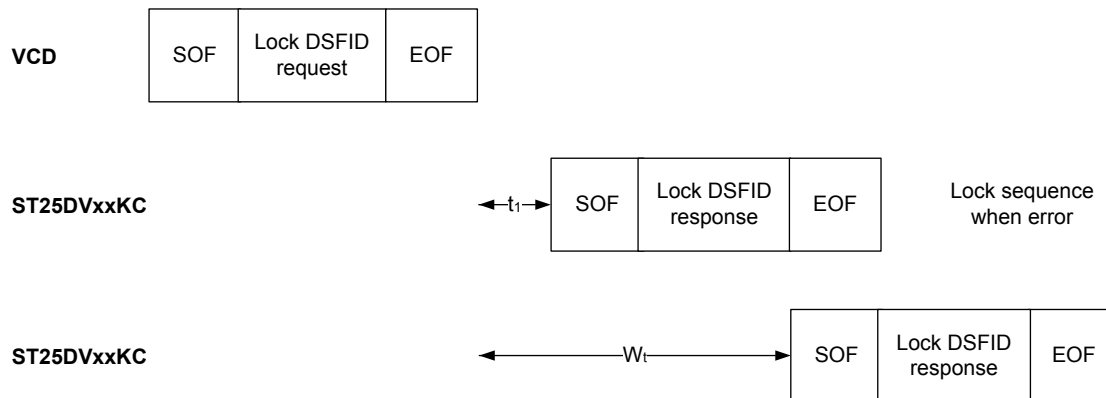 VCD
SOF
Lock DSFID
request
EOF
ST25DVxxKC
t1
SOF
Lock DSFID
response
EOF
Lock sequence
when error
ST25DVxxKC
Wt
SOF
Lock DSFID
response
EOF